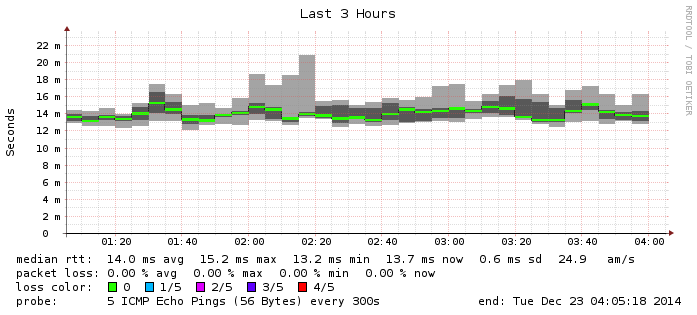 Last 3 Hours
RRDTOOL / TOBI OETIKER
Seconds
22 m
20 m
18 m
16 m
14 m
12 m
10 m
8 m
6 m
4 m
2 m
0
01:20 01:40 02:00 02:20 02:40 03:00 03:20 03:40 04:00
median rtt: 14.0 ms avg 15.2 ms max 13.2 ms min 13.7 ms now 0.6 ms sd 24.9 am/s
packet loss: 0.00 % avg 0.00 % max 0.00 % min 0.00 % now
loss color: 0 1/5 2/5 3/5 4/5
probe: 5 ICMP Echo Pings (56 Bytes) every 300s end: Tue Dec 23 04:05:18 2014